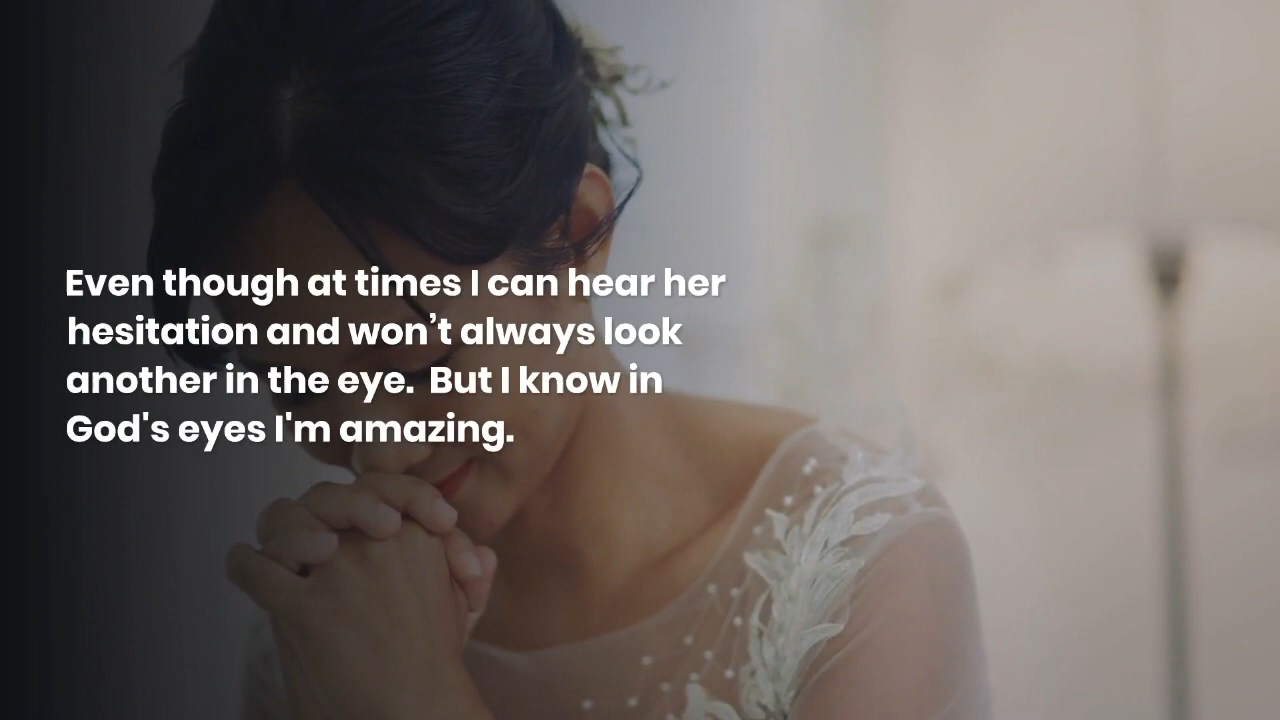 Even though at times I can hear her
hesitation and won’t always look
another in the eye.  But I know in
God's eyes I'm amazing.